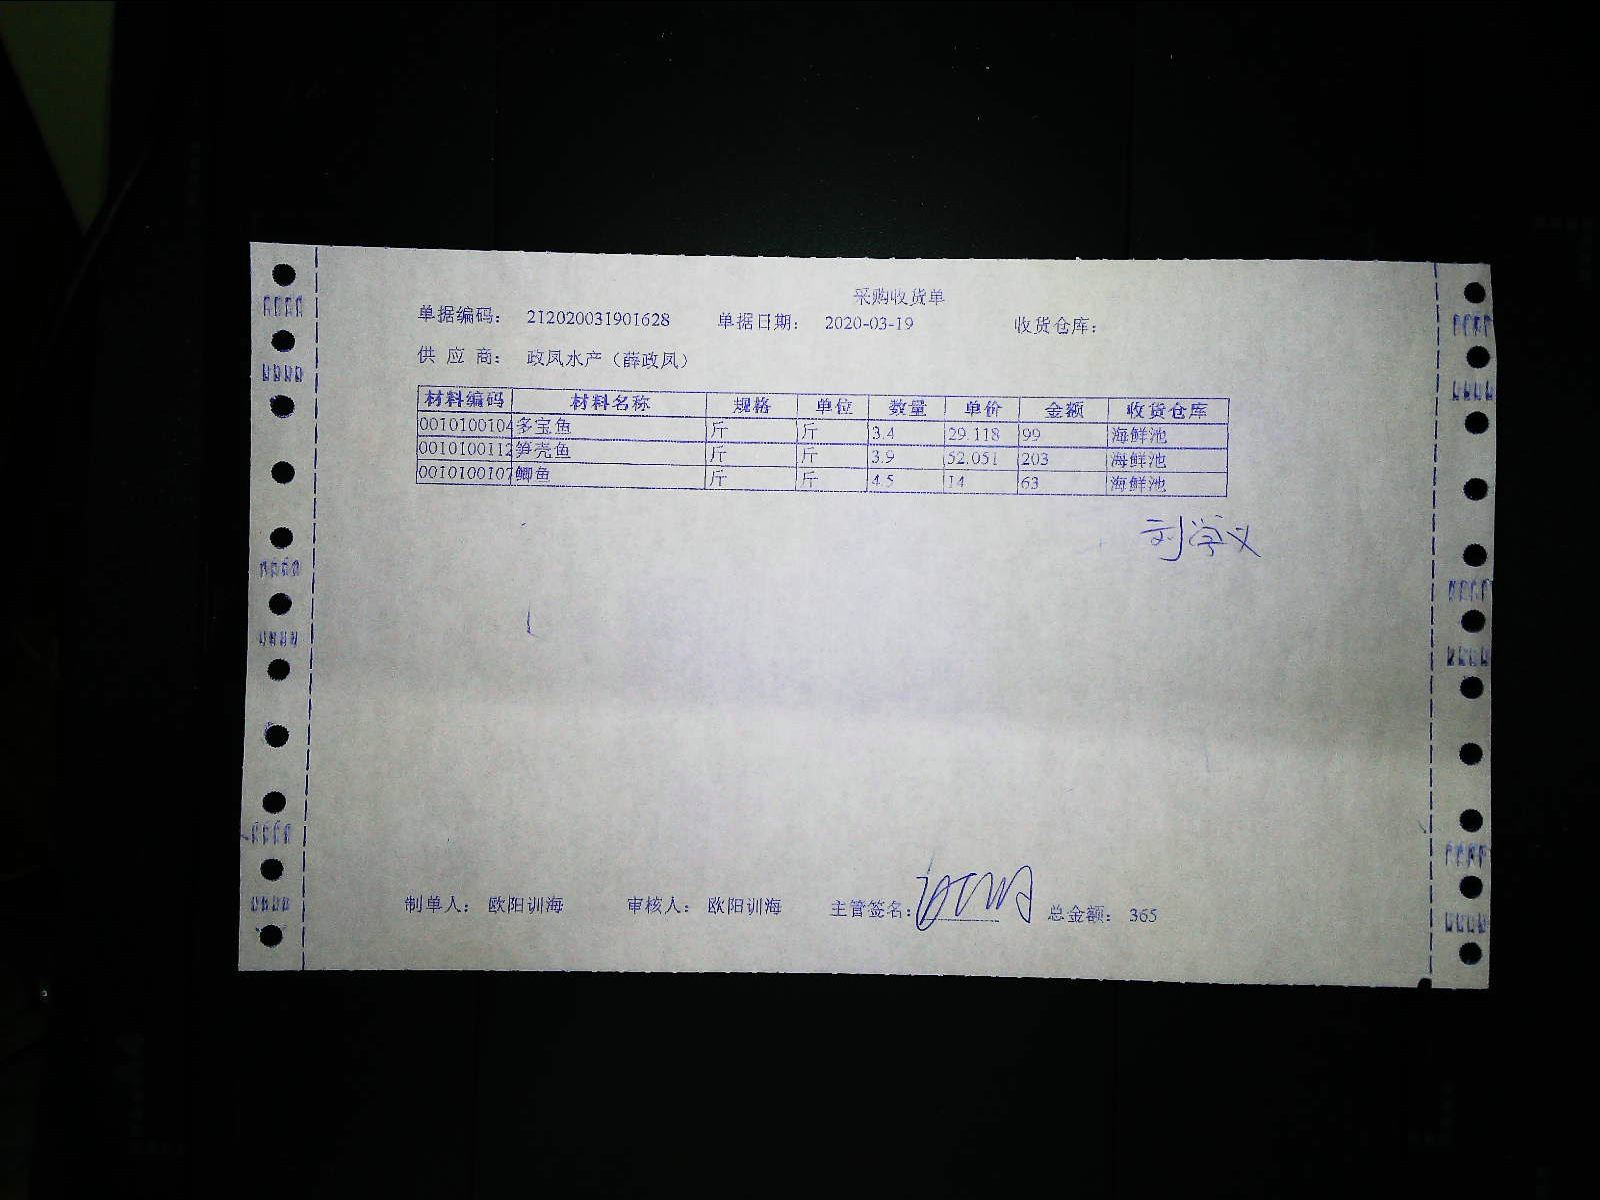 采购收货单
单据编码： 212020031901628 单据日期： 2020-03-19 收货仓库：
供 应 商： 政凤水产（薛政凤）
材料编码 材料名称 规格 单位 数量 单价 金额 收货仓库
0010100104 多宝鱼 斤 斤 3.4 29.118 99 海鲜池
0010100112 笋壳鱼 斤 斤 3.9 52.051 203 海鲜池
0010100107 鲫鱼 斤 斤 4.5 14 63 海鲜池
刘学义
制单人： 欧阳训海 审核人： 欧阳训海 主管签名： 总金额： 365